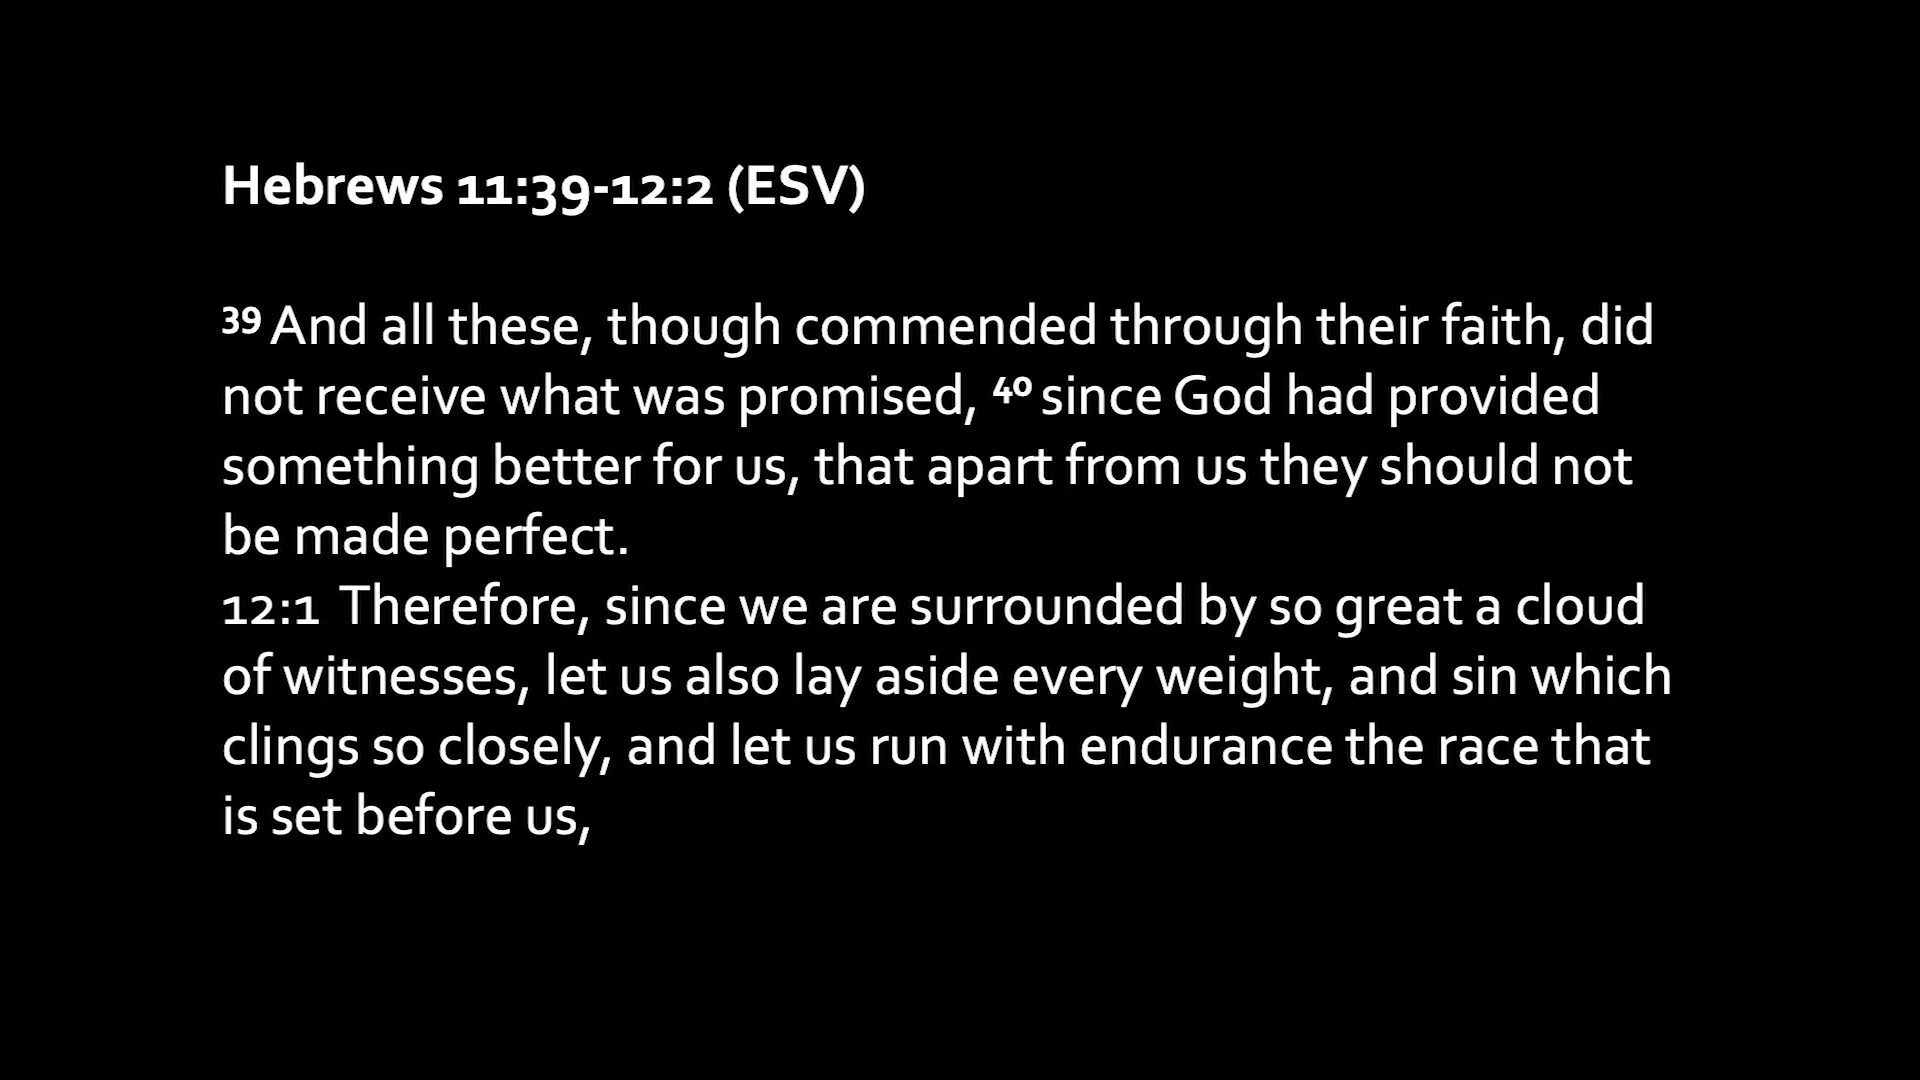 Hebrews 11:39-12:2 (ESV)
39 And all these, though commended through their faith, did
not receive what was promised, 40 since God had provided
something better for us, that apart from us they should not
be made perfect.
12:1 Therefore, since we are surrounded by so great a cloud
of witnesses, let us also lay aside every weight, and sin which
clings so closely, and let us run with endurance the race that
is set before us,